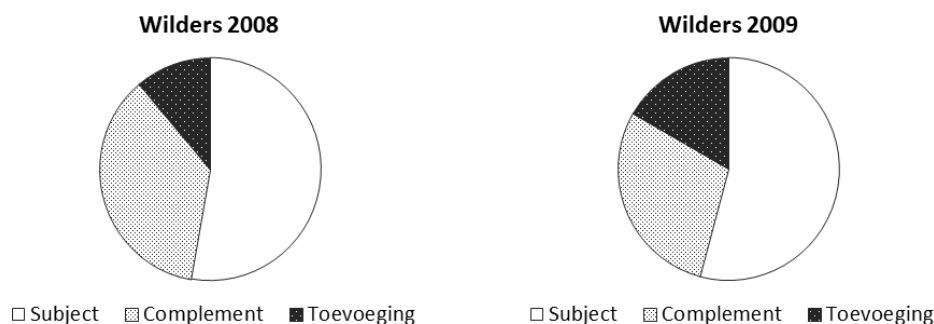 Wilders 2008
Wilders 2009
Subject Complement Toevoeging
Subject Complement Toevoeging